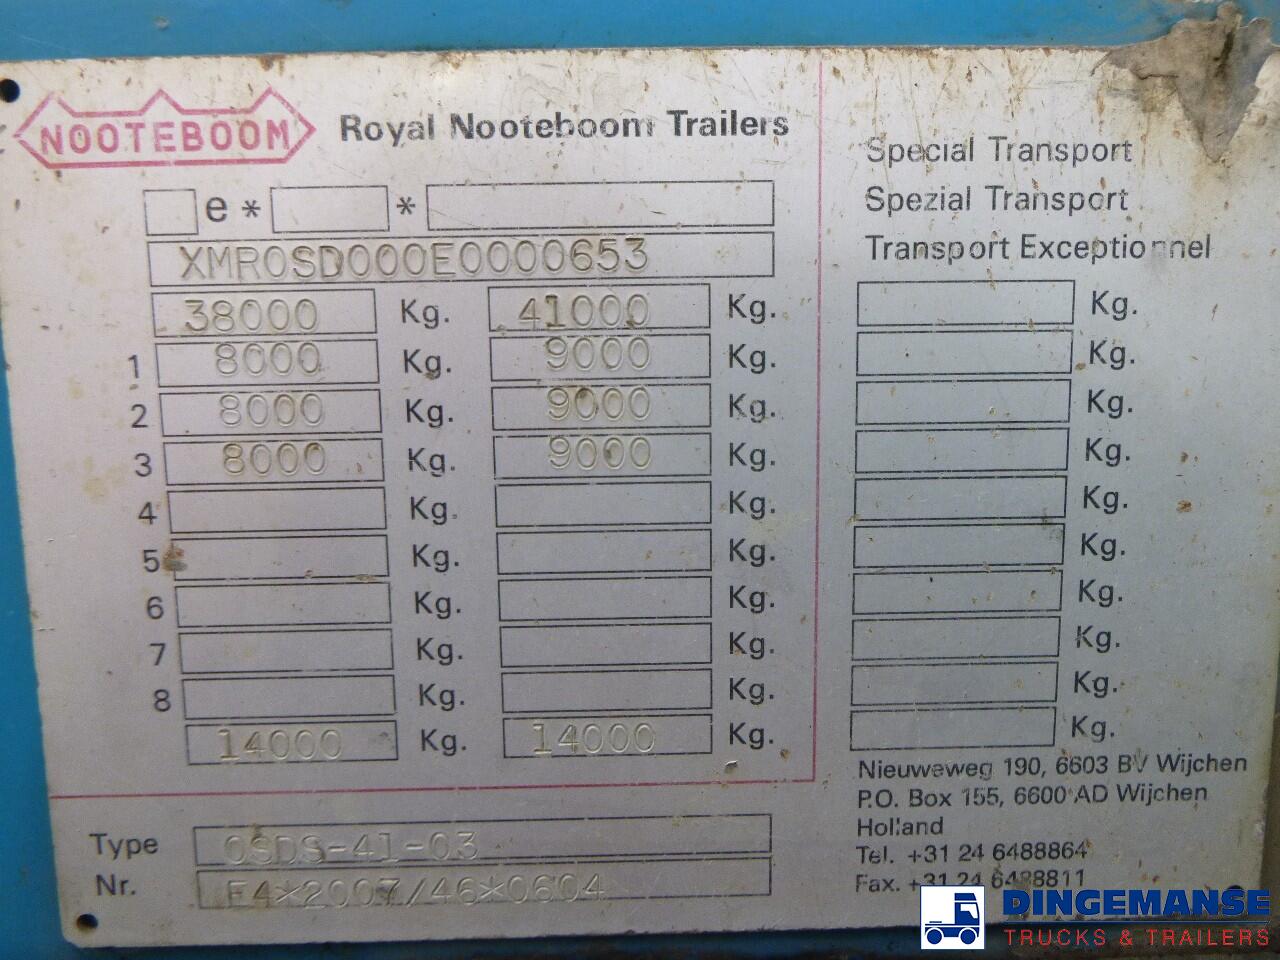 NOOTEBOOM Royal Nooteboom Trailers
e * *
XMROSD000E0000653
38000 Kg. 41000 Kg.
1 8000 Kg. 9000 Kg.
2 8000 Kg. 9000 Kg.
3 8000 Kg. 9000 Kg.
4 Kg. Kg.
5 Kg. Kg.
6 Kg. Kg.
7 Kg. Kg.
8 Kg. Kg.
14000 Kg. 14000 Kg.
Type OSDS-41-03
Nr. E4*2007/46*0604
Special Transport
Spezial Transport
Transport Exceptionnel
Kg.
Kg.
Kg.
Kg.
Kg.
Kg.
Kg.
Kg.
Kg.
Kg.
Nieuweweg 190, 6603 BV Wijchen
P.O. Box 155, 6600 AD Wijchen
Holland
Tel. +31 24 6488864
Fax. +31 24 6488811
DINGEMANSE
TRUCKS & TRAILERS